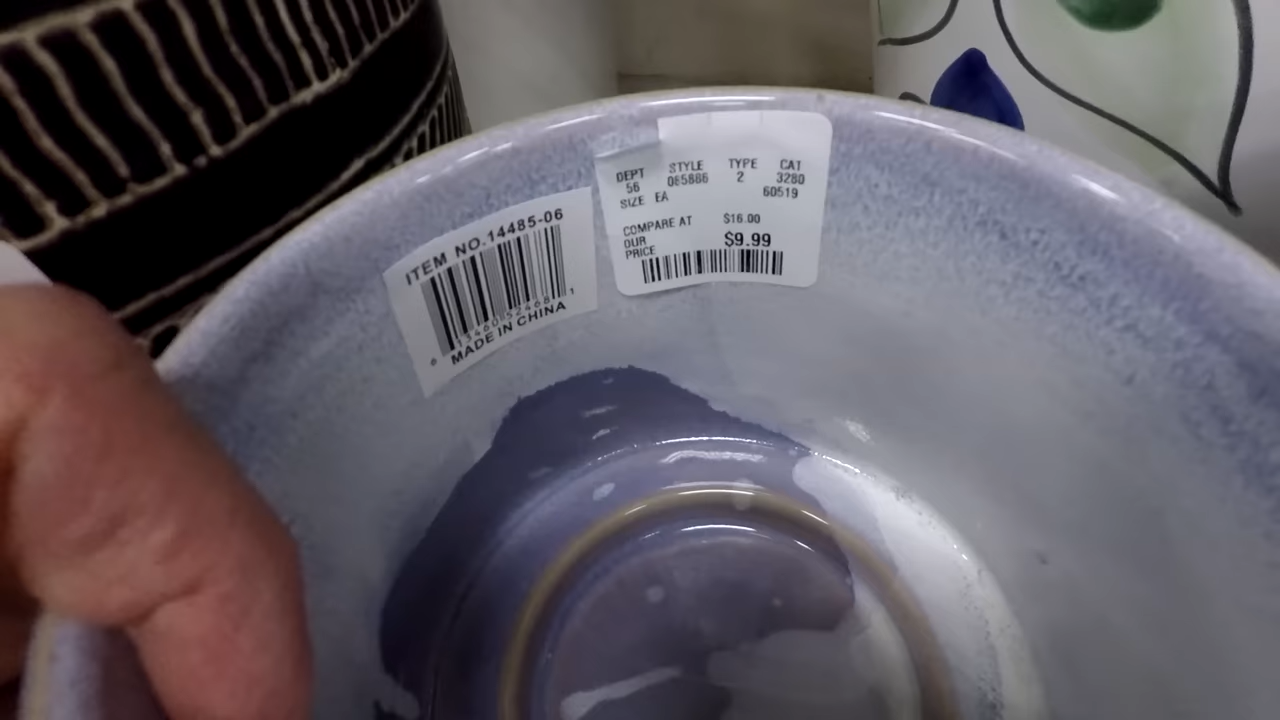 DEPT STYLE TYPE CAT
56 085886 2 3280
60519
SIZE EA
COMPARE AT $16.00
OUR
PRICE $9.99
ITEM NO.14485-06
MADE IN CHINA